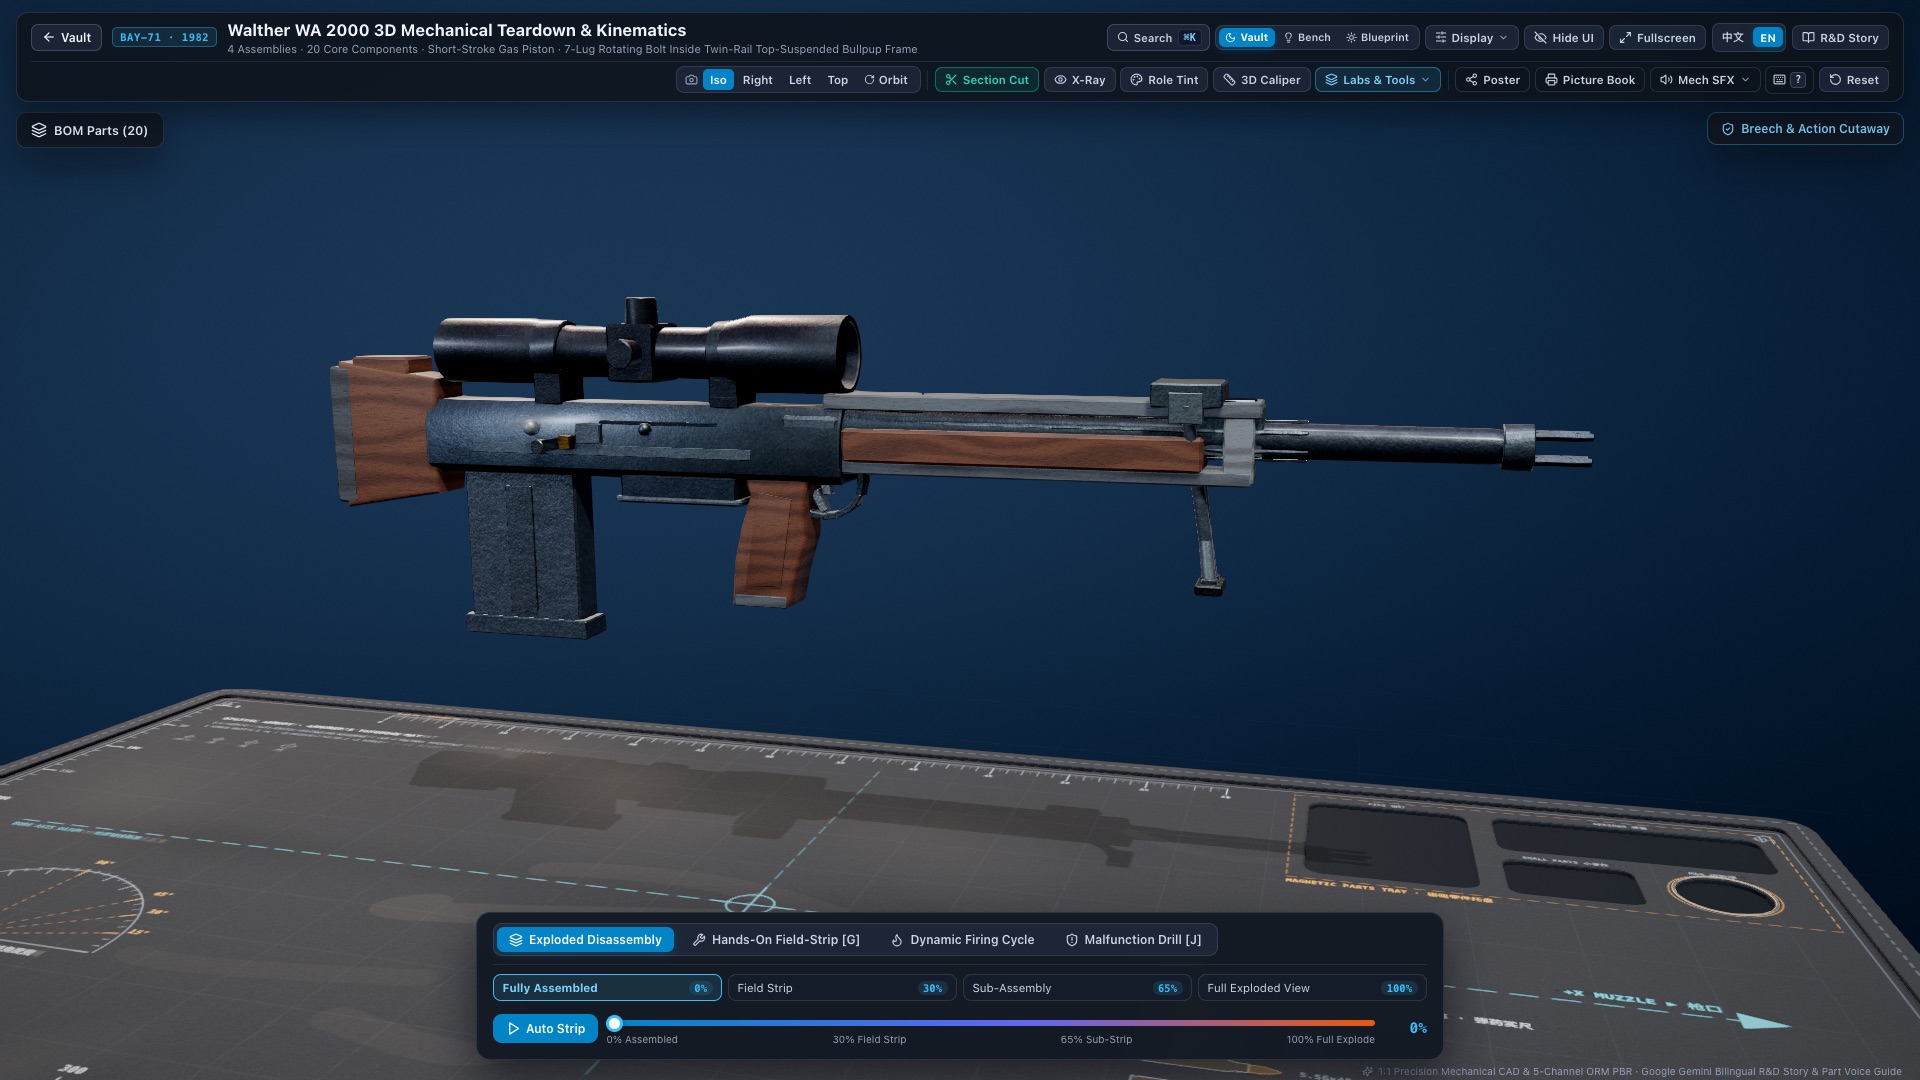 Vault
BAY-71 · 1982
Walther WA 2000 3D Mechanical Teardown & Kinematics
4 Assemblies · 20 Core Components · Short-Stroke Gas Piston · 7-Lug Rotating Bolt Inside Twin-Rail Top-Suspended Bullpup Frame
Search ⌘K
Vault Bench Blueprint
Display
Hide UI
Fullscreen
中文 EN
R&D Story
Iso Right Left Top Orbit
Section Cut
X-Ray
Role Tint
3D Caliper
Labs & Tools
Poster
Picture Book
Mech SFX
?
Reset
BOM Parts (20)
Breech & Action Cutaway
MAGNETIC PARTS TRAY ·
+X MUZZLE ▶ 枪口
300
Exploded Disassembly
Hands-On Field-Strip [G]
Dynamic Firing Cycle
Malfunction Drill [J]
Fully Assembled 0%
Field Strip 30%
Sub-Assembly 65%
Full Exploded View 100%
Auto Strip
0%
0% Assembled
30% Field Strip
65% Sub-Strip
100% Full Explode
1:1 Precision Mechanical CAD & 5-Channel ORM PBR · Google Gemini Bilingual R&D Story & Part Voice Guide